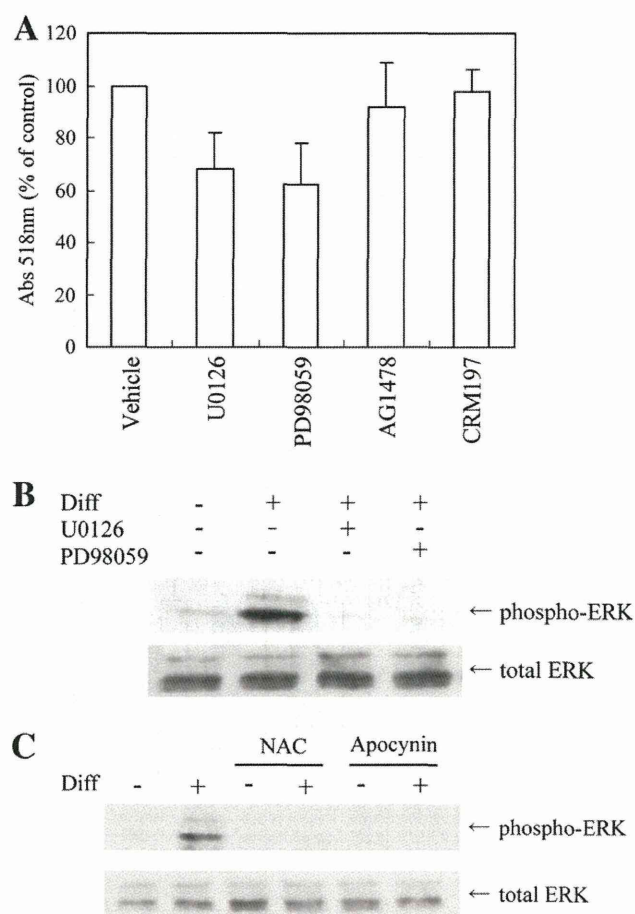 A
Abs 518nm (% of control)
120
100
80
60
40
20
0
Vehicle
U0126
PD98059
AG1478
CRM197
B
Diff - + + +
U0126 - - + -
PD98059 - - - +
← phospho-ERK
← total ERK
C
NAC Apocynin
Diff - + - + - +
← phospho-ERK
← total ERK